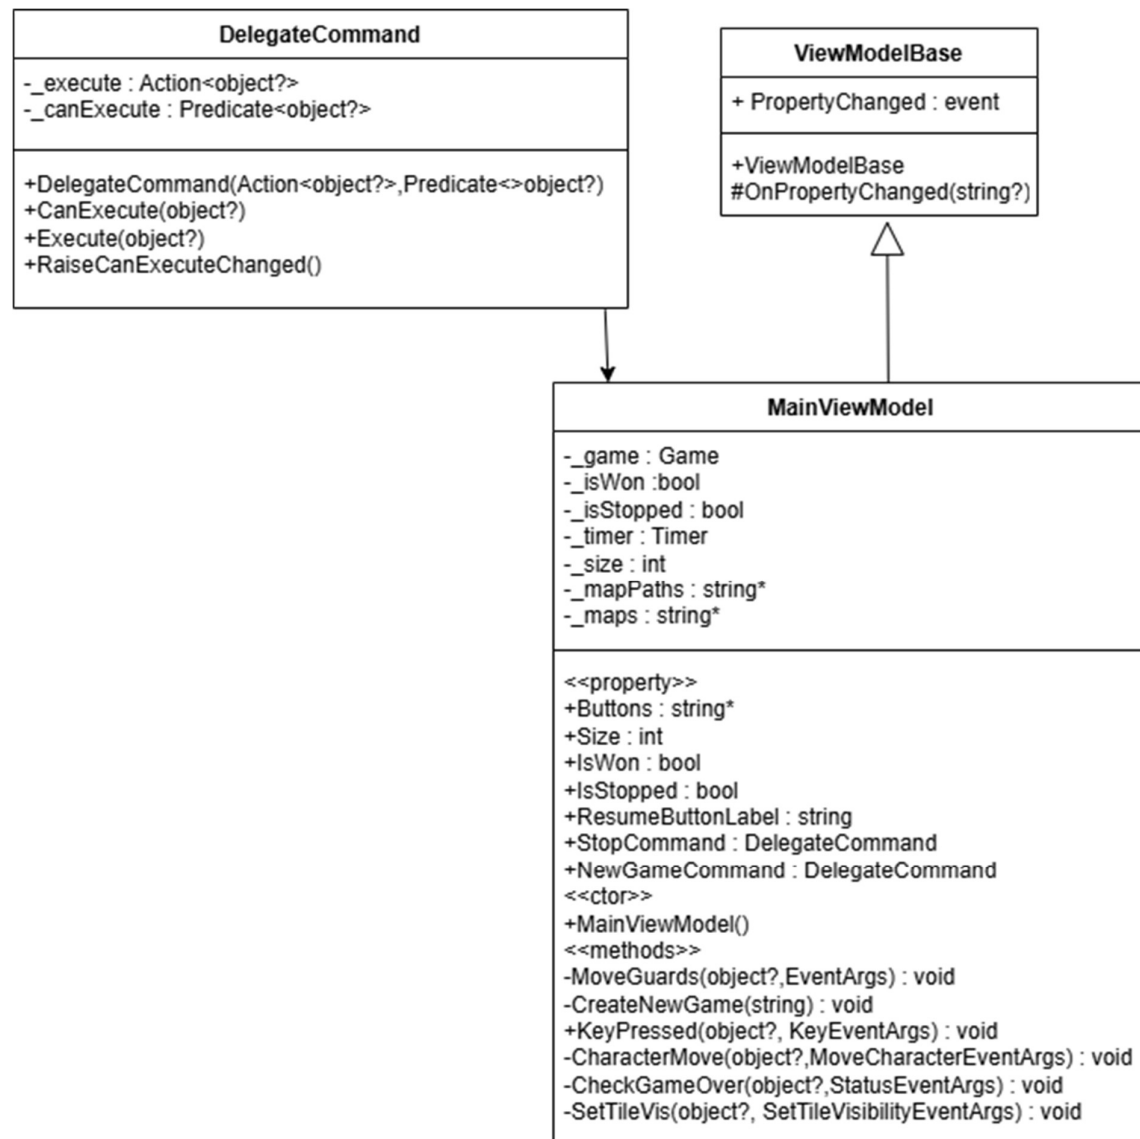 DelegateCommand
-_execute : Action<object?>
-_canExecute : Predicate<object?>
+DelegateCommand(Action<object?>,Predicate<>object?)
+CanExecute(object?)
+Execute(object?)
+RaiseCanExecuteChanged()
ViewModelBase
+ PropertyChanged : event
+ViewModelBase
#OnPropertyChanged(string?)
MainViewModel
-_game : Game
-_isWon :bool
-_isStopped : bool
-_timer : Timer
-_size : int
-_mapPaths : string*
-_maps : string*
<<property>>
+Buttons : string*
+Size : int
+IsWon : bool
+IsStopped : bool
+ResumeButtonLabel : string
+StopCommand : DelegateCommand
+NewGameCommand : DelegateCommand
<<ctor>>
+MainViewModel()
<<methods>>
-MoveGuards(object?,EventArgs) : void
-CreateNewGame(string) : void
+KeyPressed(object?, KeyEventArgs) : void
-CharacterMove(object?,MoveCharacterEventArgs) : void
-CheckGameOver(object?,StatusEventArgs) : void
-SetTileVis(object?, SetTileVisibilityEventArgs) : void